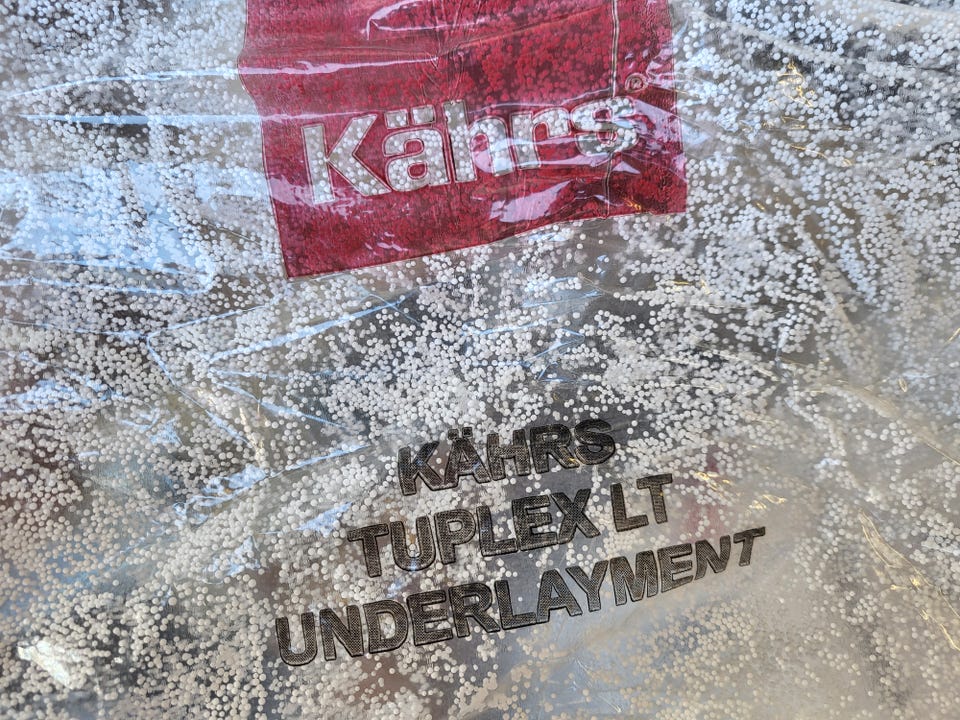 Kährs®
KÄHRS
TUPLEX LT
UNDERLAYMENT